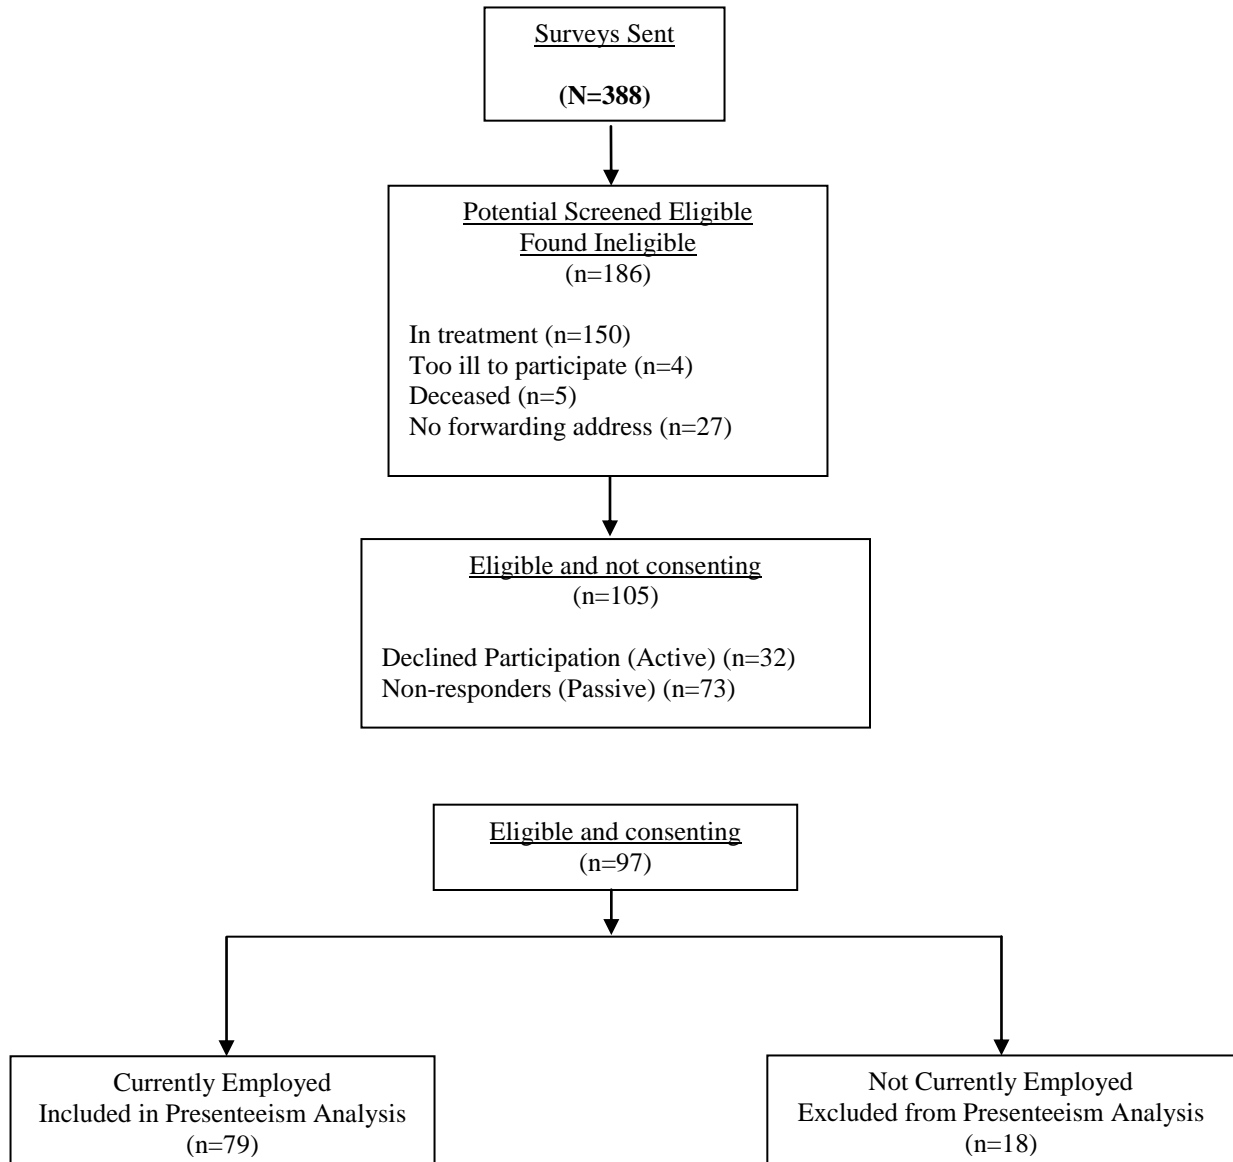 Surveys Sent
(N=388)
Potential Screened Eligible
Found Ineligible
(n=186)
In treatment (n=150)
Too ill to participate (n=4)
Deceased (n=5)
No forwarding address (n=27)
Eligible and not consenting
(n=105)
Declined Participation (Active) (n=32)
Non-responders (Passive) (n=73)
Eligible and consenting
(n=97)
Currently Employed
Included in Presenteeism Analysis
(n=79)
Not Currently Employed
Excluded from Presenteeism Analysis
(n=18)